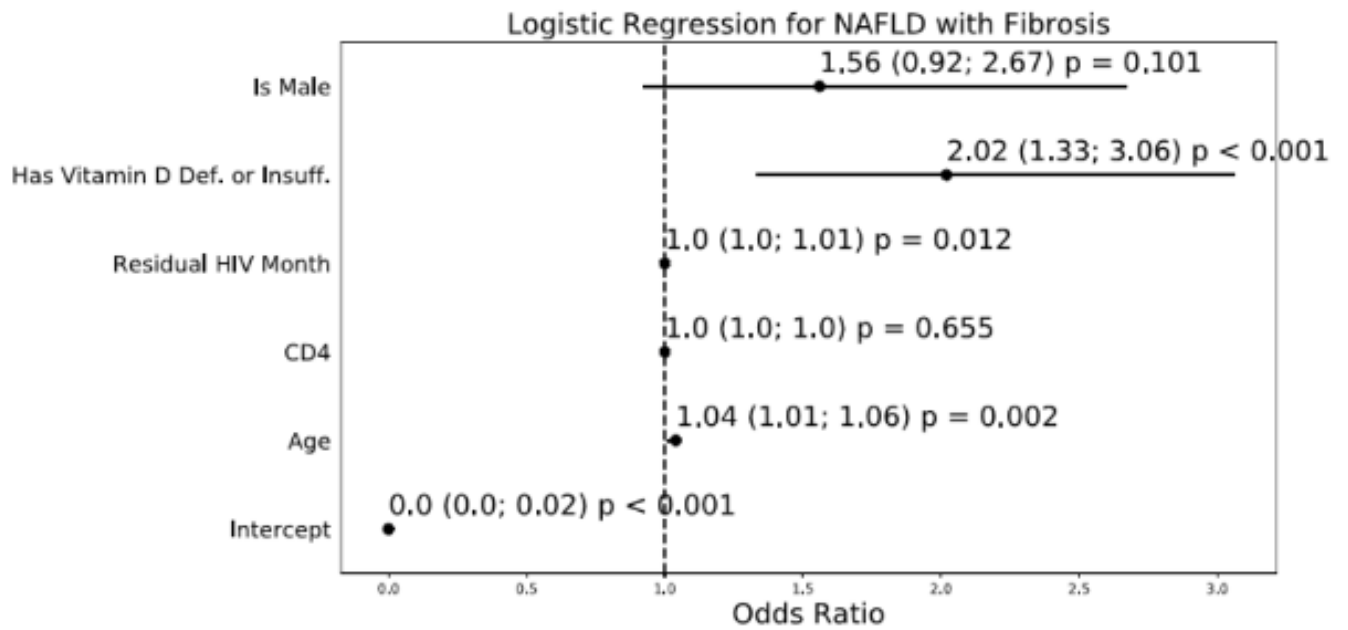 Logistic Regression for NAFLD with Fibrosis
Is Male
1.56 (0.92; 2.67) p = 0.101
Has Vitamin D Def. or Insuff.
2.02 (1.33; 3.06) p < 0.001
Residual HIV Month
1.0 (1.0; 1.01) p = 0.012
CD4
1.0 (1.0; 1.0) p = 0.655
Age
1.04 (1.01; 1.06) p = 0.002
Intercept
0.0 (0.0; 0.02) p < 0.001
0.0 0.5 1.0 1.5 2.0 2.5 3.0
Odds Ratio